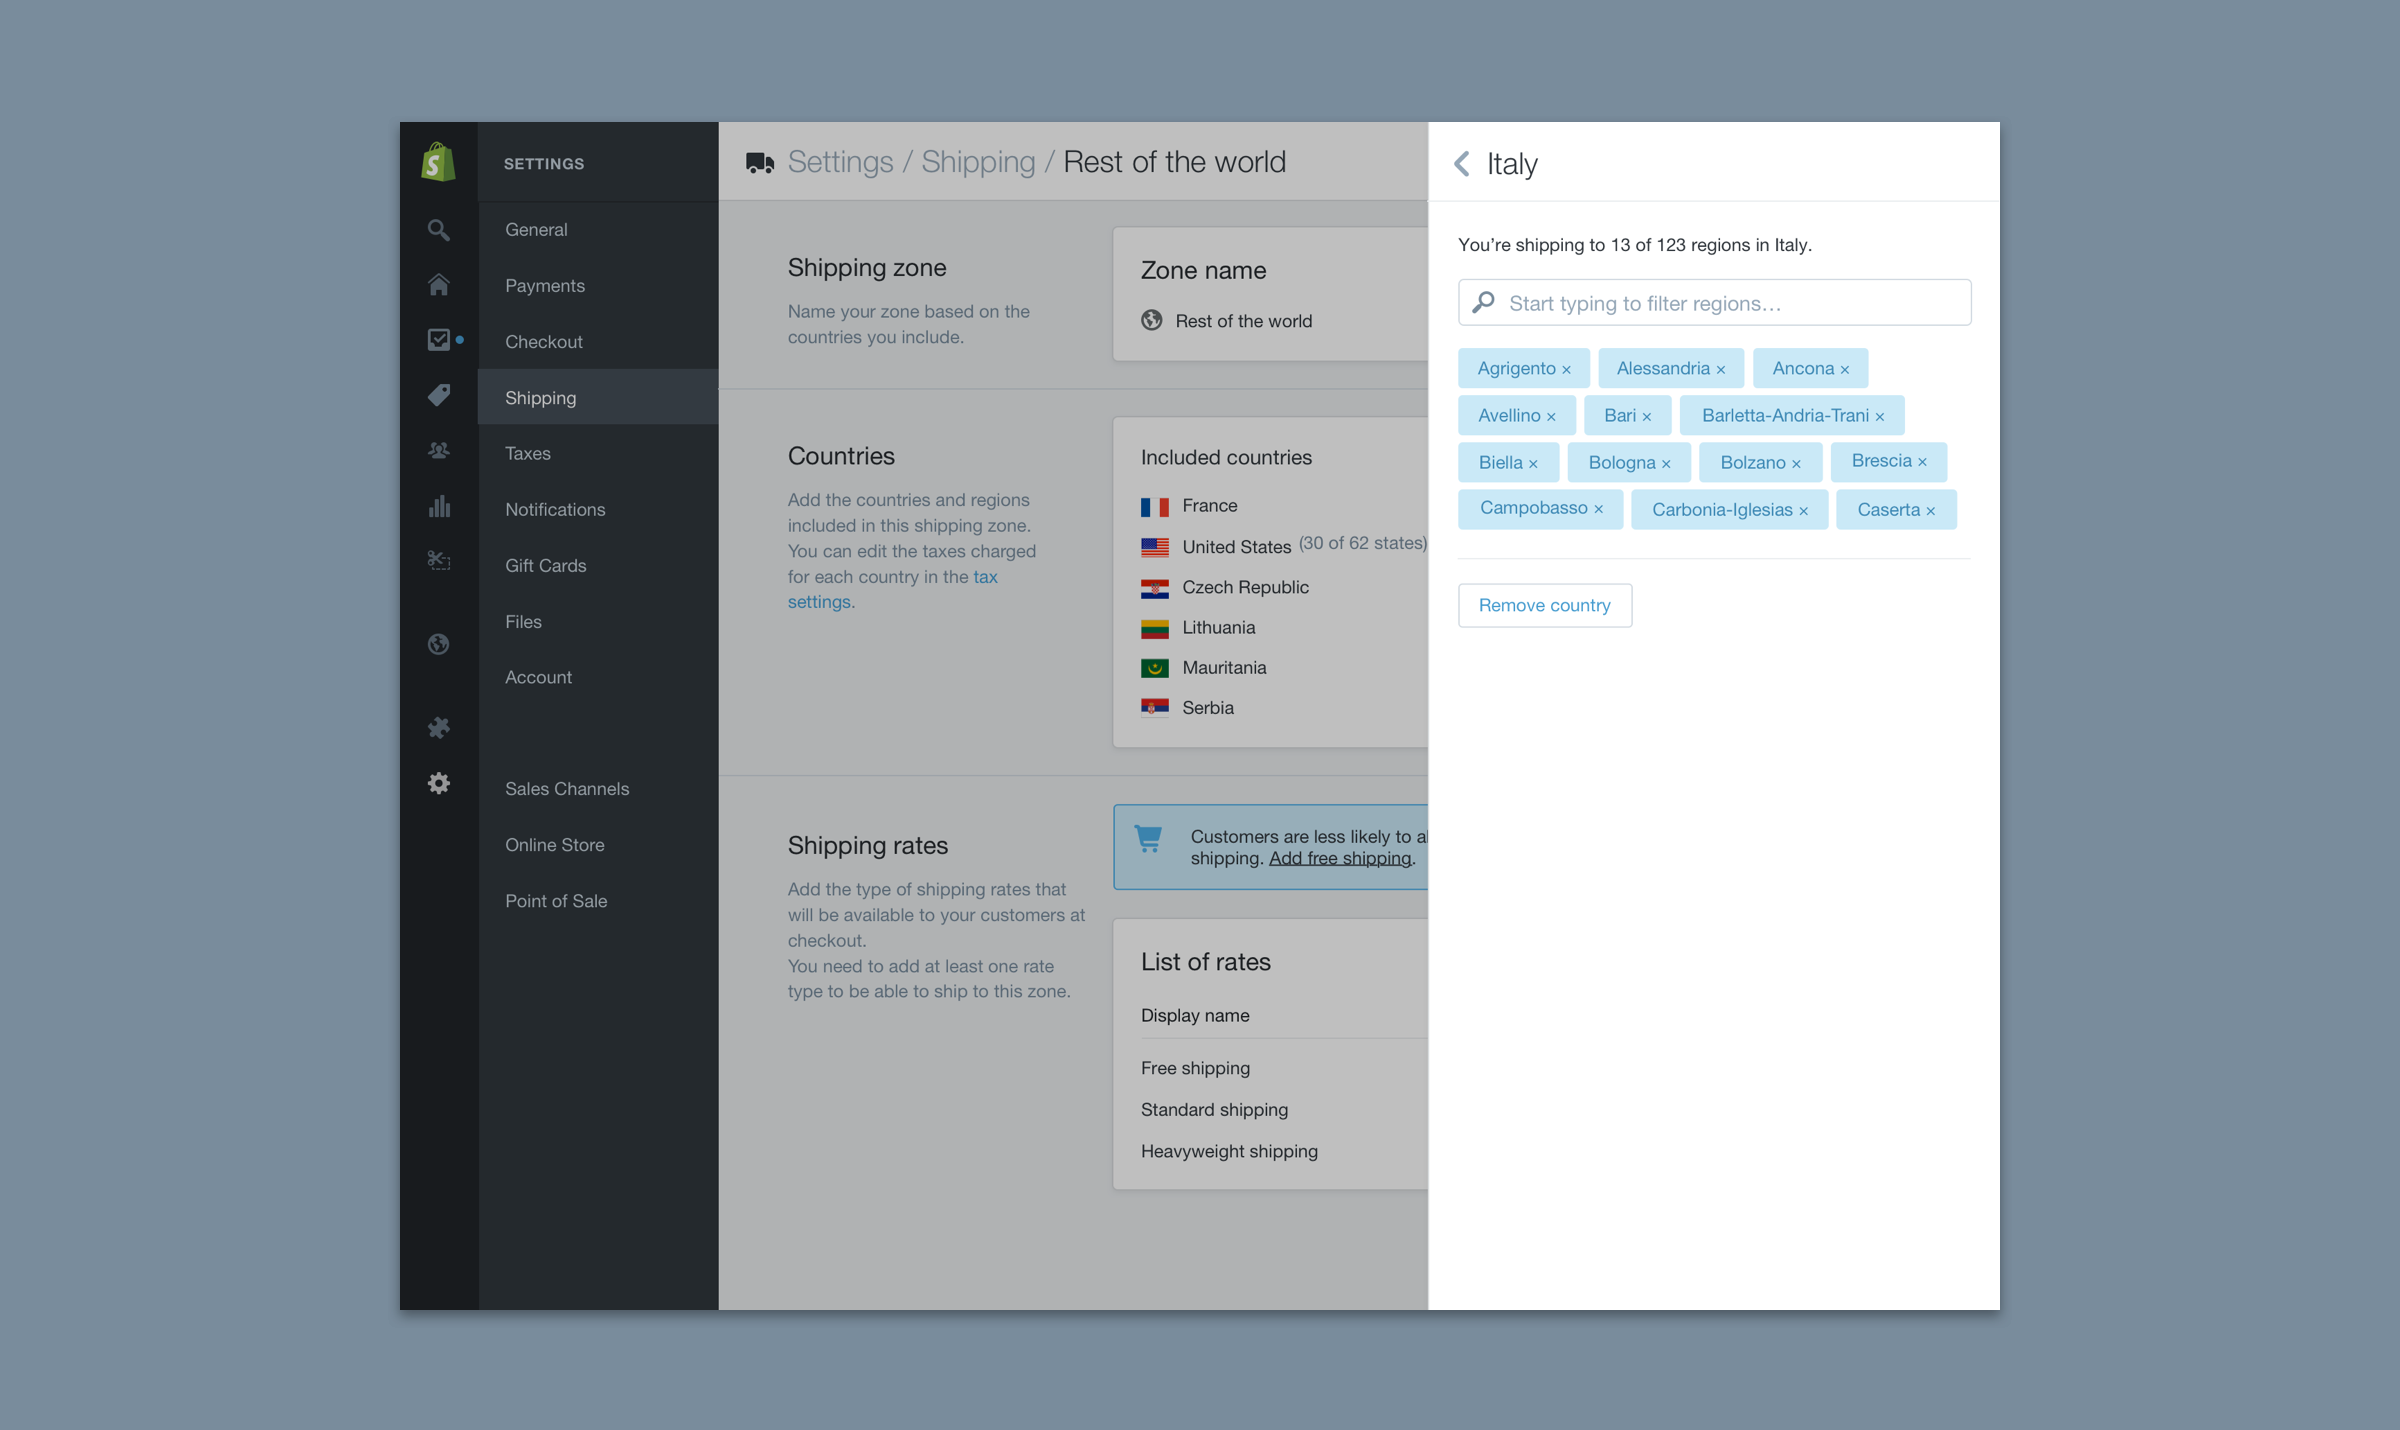 SETTINGS
General
Payments
Checkout
Shipping
Taxes
Notifications
Gift Cards
Files
Account
Sales Channels
Online Store
Point of Sale
Settings / Shipping / Rest of the world
Shipping zone
Name your zone based on the
countries you include.
Zone name
Rest of the world
Countries
Add the countries and regions
included in this shipping zone.
You can edit the taxes charged
for each country in the tax
settings.
Included countries
France
United States (30 of 62 states)
Czech Republic
Lithuania
Mauritania
Serbia
Shipping rates
Add the type of shipping rates that
will be available to your customers at
checkout.
You need to add at least one rate
type to be able to ship to this zone.
Customers are less likely to a
shipping. Add free shipping.
List of rates
Display name
Free shipping
Standard shipping
Heavyweight shipping
Italy
You’re shipping to 13 of 123 regions in Italy.
Start typing to filter regions…
Agrigento × Alessandria × Ancona ×
Avellino × Bari × Barletta-Andria-Trani ×
Biella × Bologna × Bolzano × Brescia ×
Campobasso × Carbonia-Iglesias × Caserta ×
Remove country